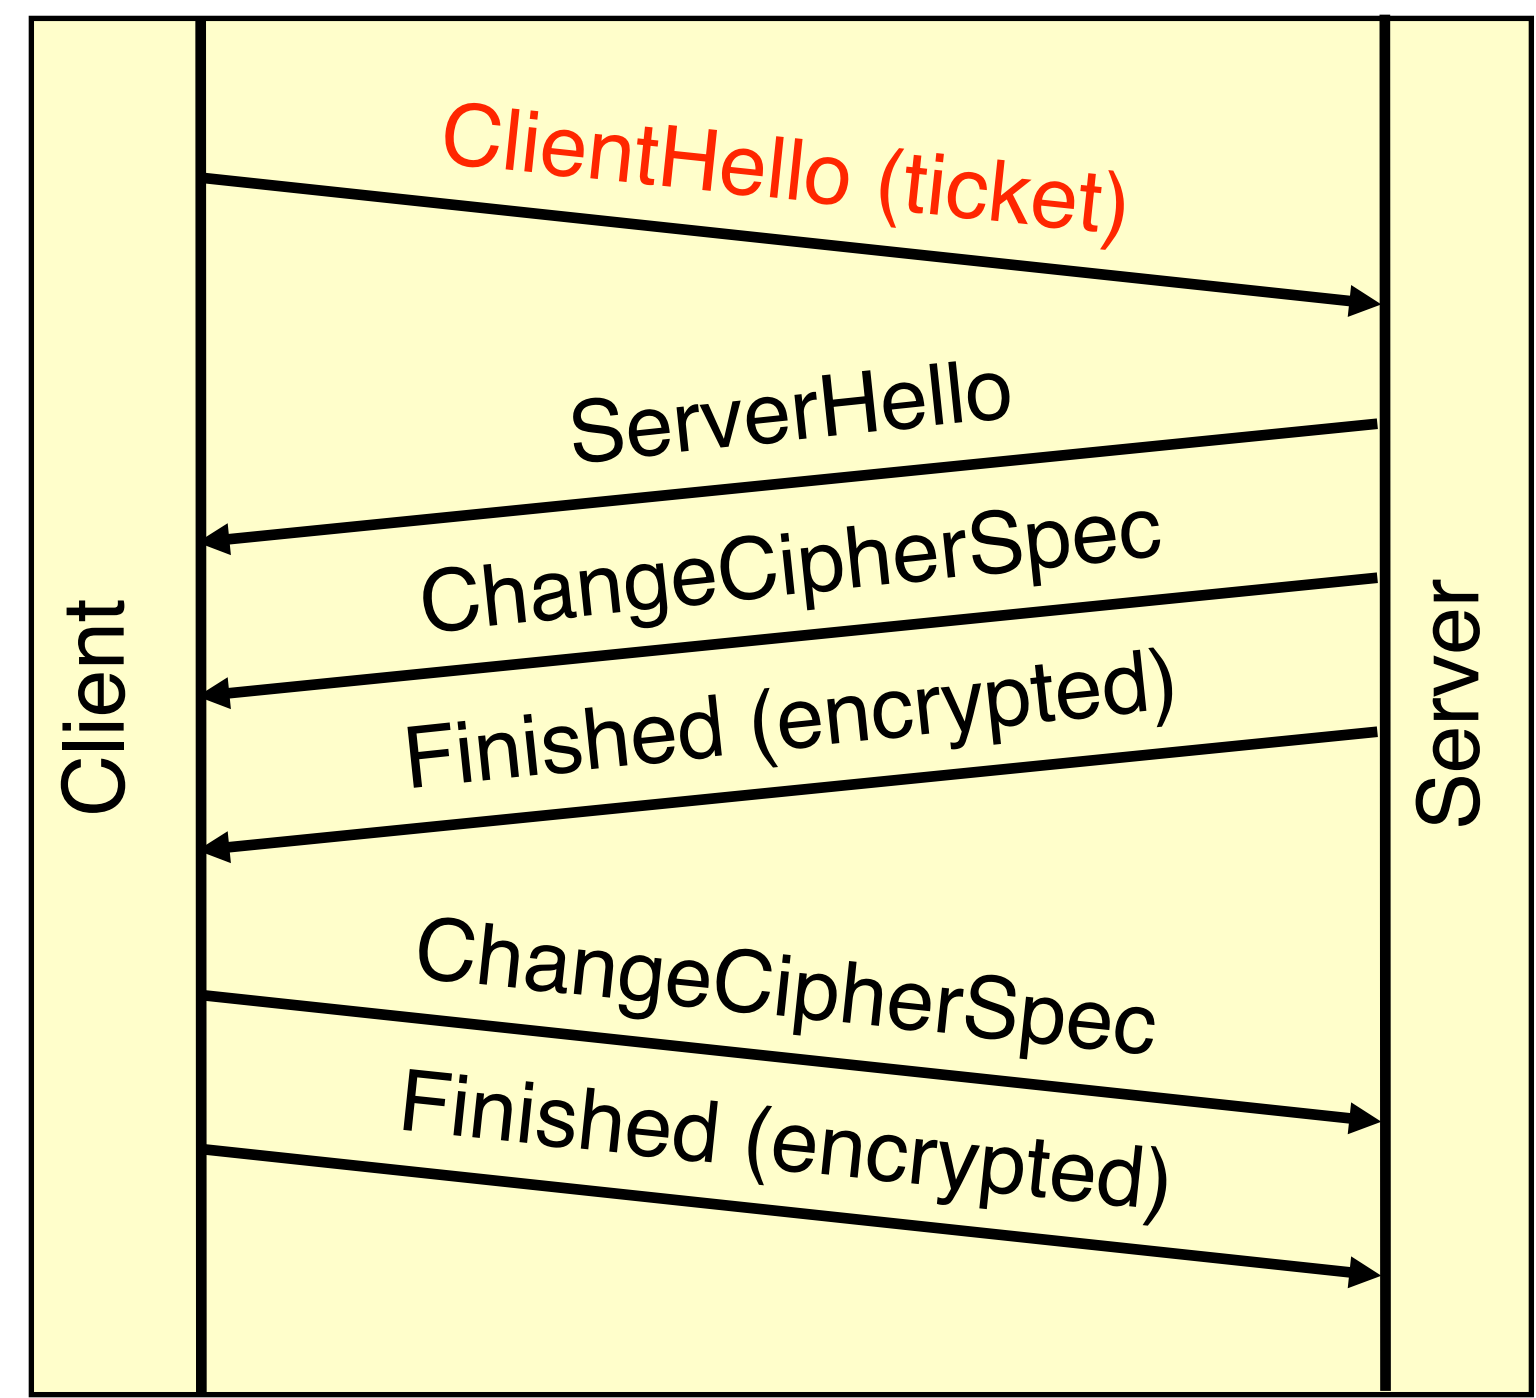 ClientHello (ticket)
ServerHello
ChangeCipherSpec
Finished (encrypted)
Client
Server
ChangeCipherSpec
Finished (encrypted)